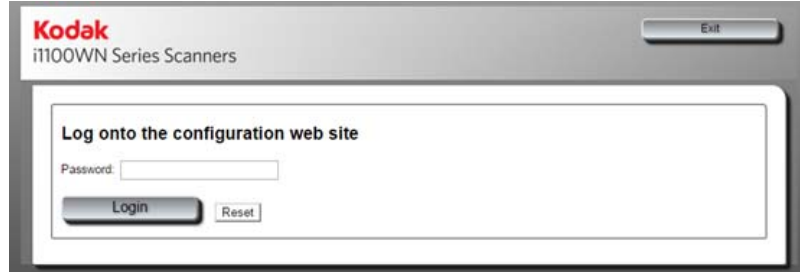 Kodak
i1100WN Series Scanners
Exit
Log onto the configuration web site
Password:
Login
Reset